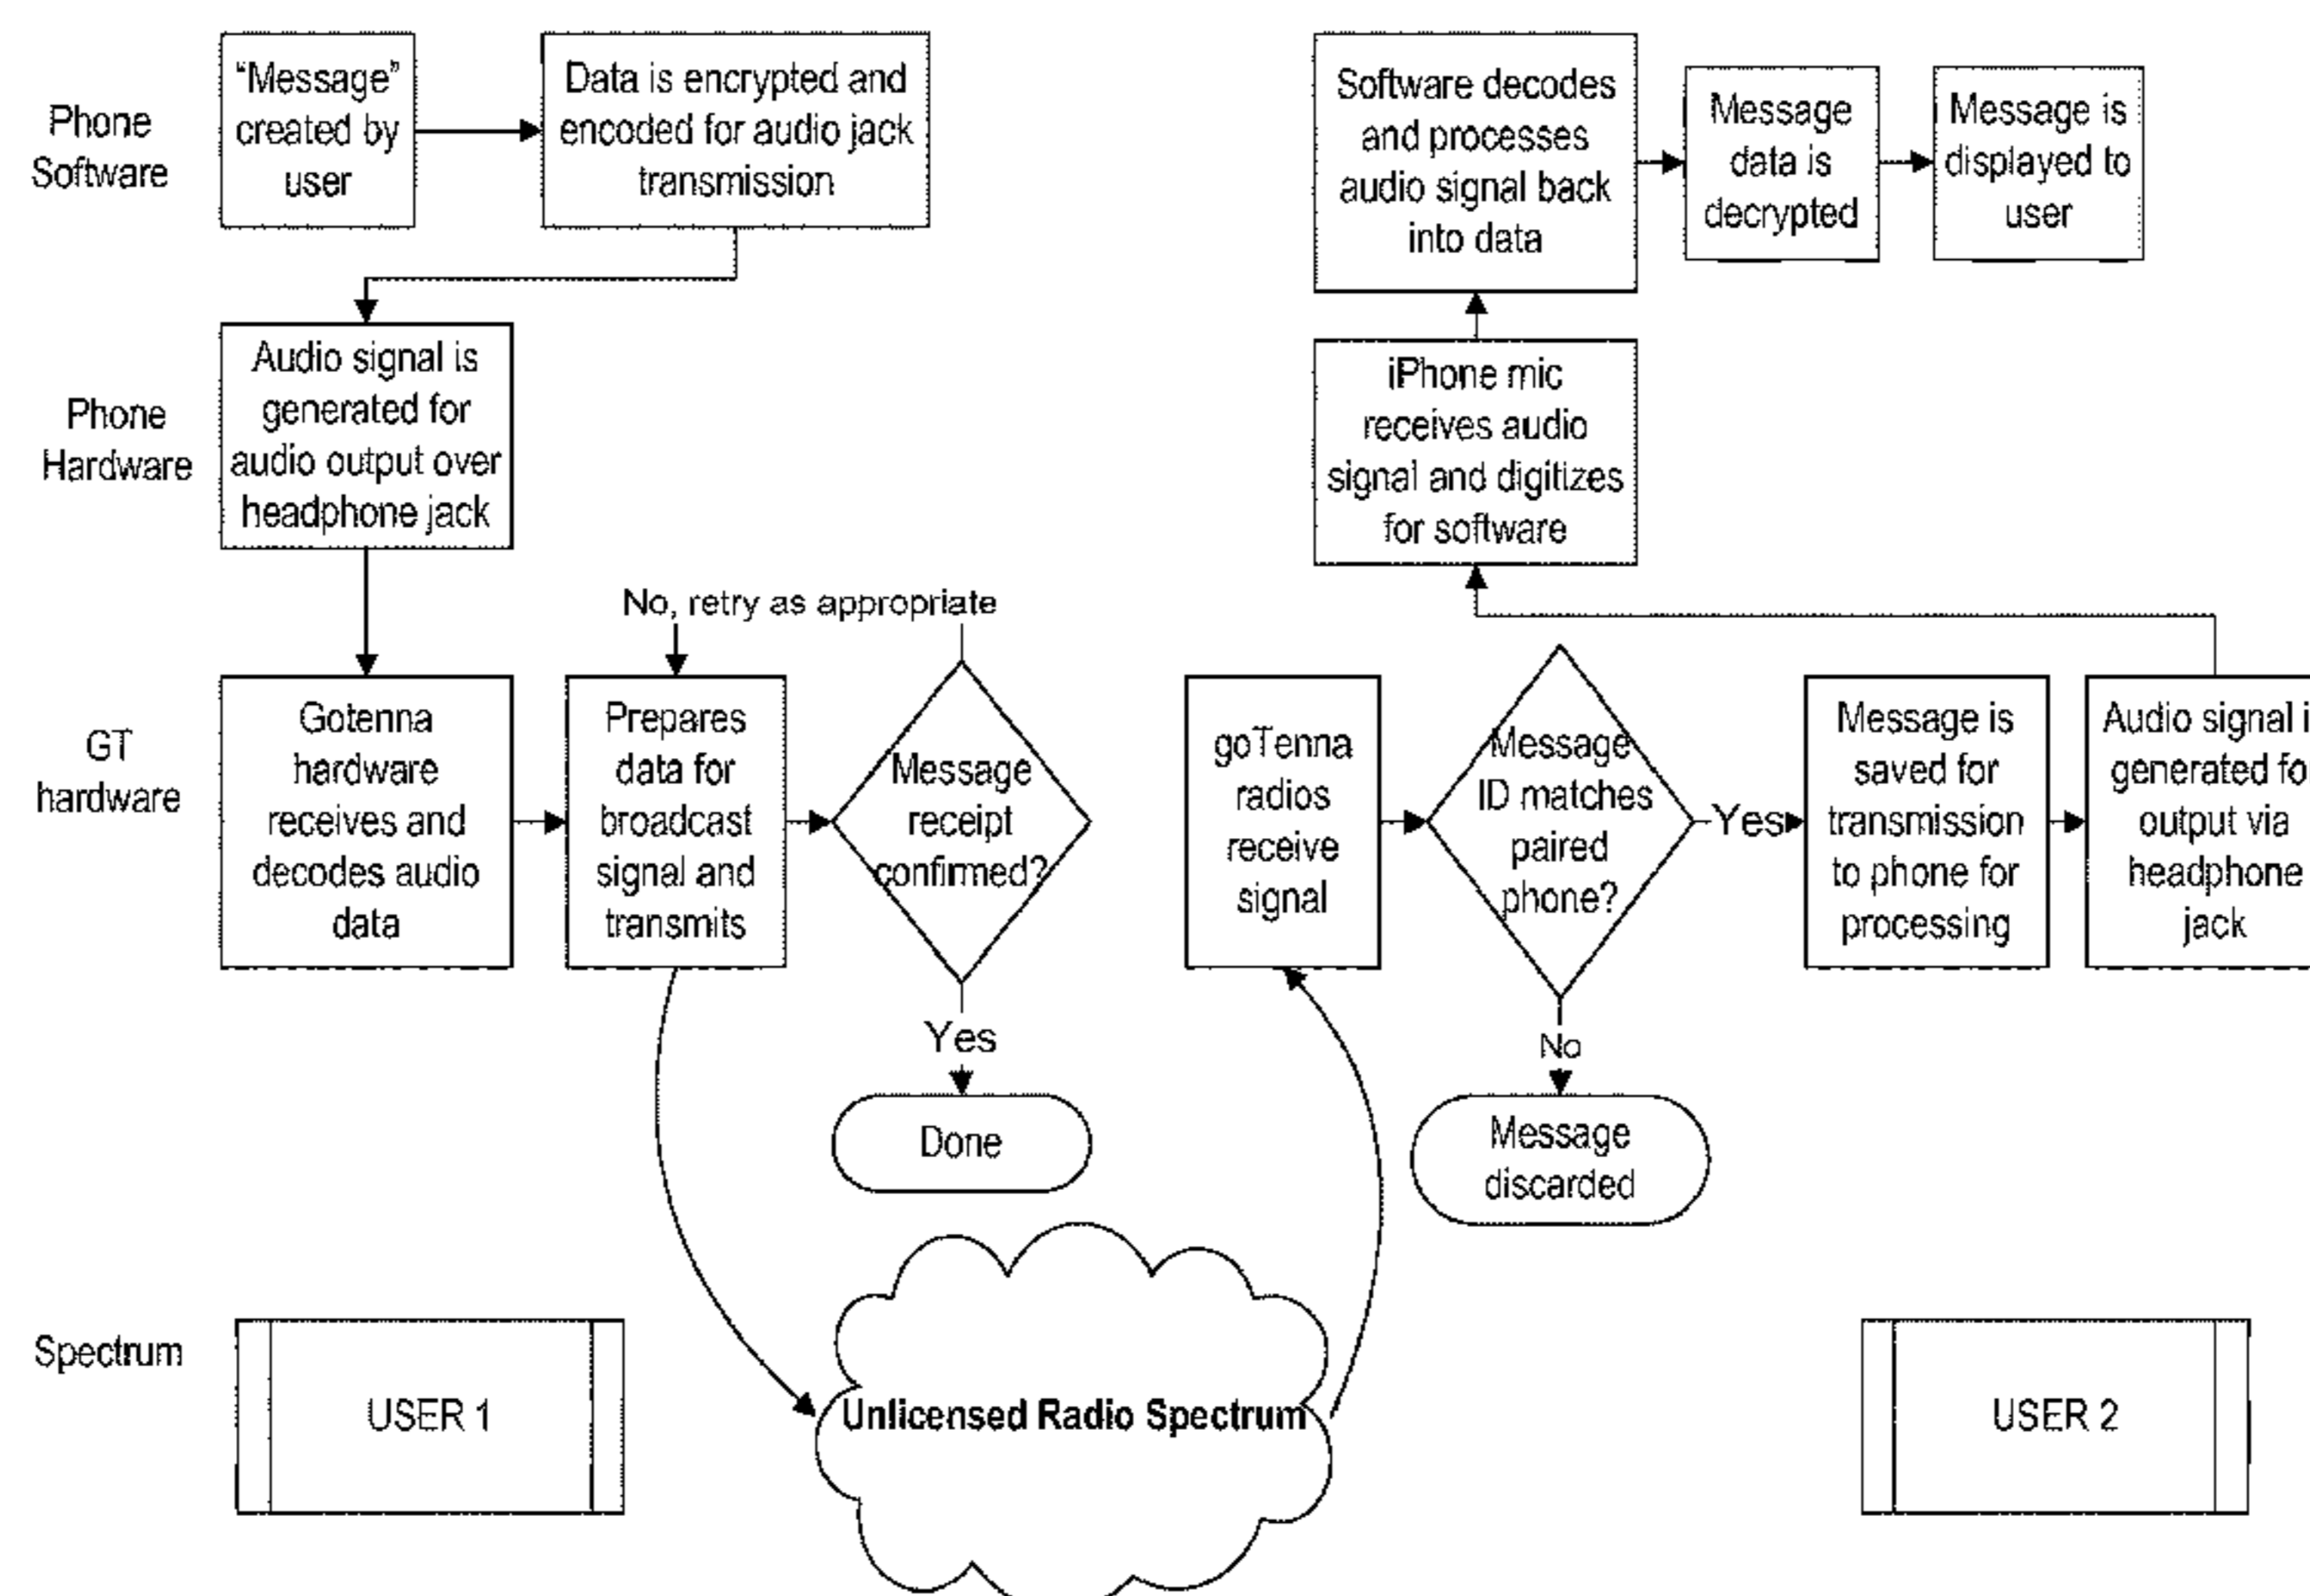 Phone
Software
“Message”
created by
user
Data is encrypted and
encoded for audio jack
transmission
Software decodes
and processes
audio signal back
into data
Message
data is
decrypted
Message is
displayed to
user
Phone
Hardware
Audio signal is
generated for
audio output over
headphone jack
iPhone mic
receives audio
signal and digitizes
for software
No, retry as appropriate
GT
hardware
Gotenna
hardware
receives and
decodes audio
data
Prepares
data for
broadcast
signal and
transmits
Message
receipt
confirmed?
Yes
Done
goTenna
radios
receive
signal
Message
ID matches
paired
phone?
Yes
No
Message
discarded
Message is
saved for
transmission
to phone for
processing
Audio signal i
generated fo
output via
headphone
jack
Spectrum
USER 1
Unlicensed Radio Spectrum
USER 2